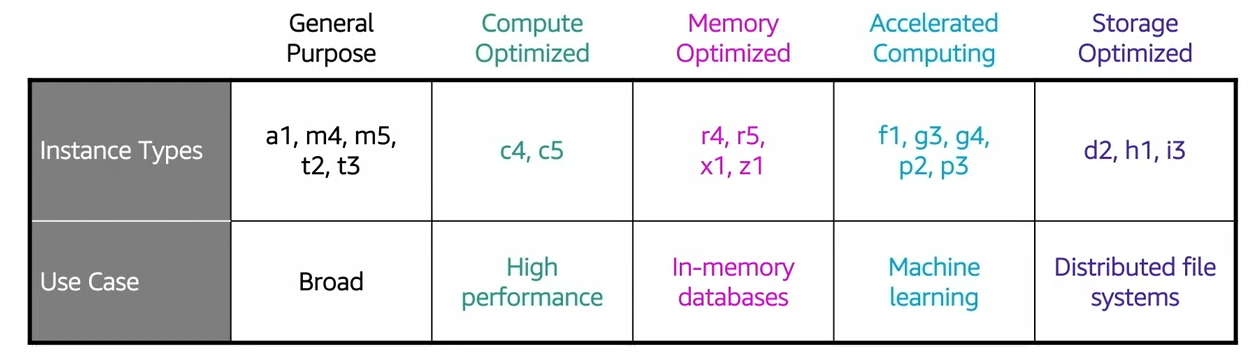 General
Purpose
Compute
Optimized
Memory
Optimized
Accelerated
Computing
Storage
Optimized
Instance Types
a1, m4, m5,
t2, t3
c4, c5
r4, r5,
x1, z1
f1, g3, g4,
p2, p3
d2, h1, i3
Use Case
Broad
High
performance
In-memory
databases
Machine
learning
Distributed file
systems